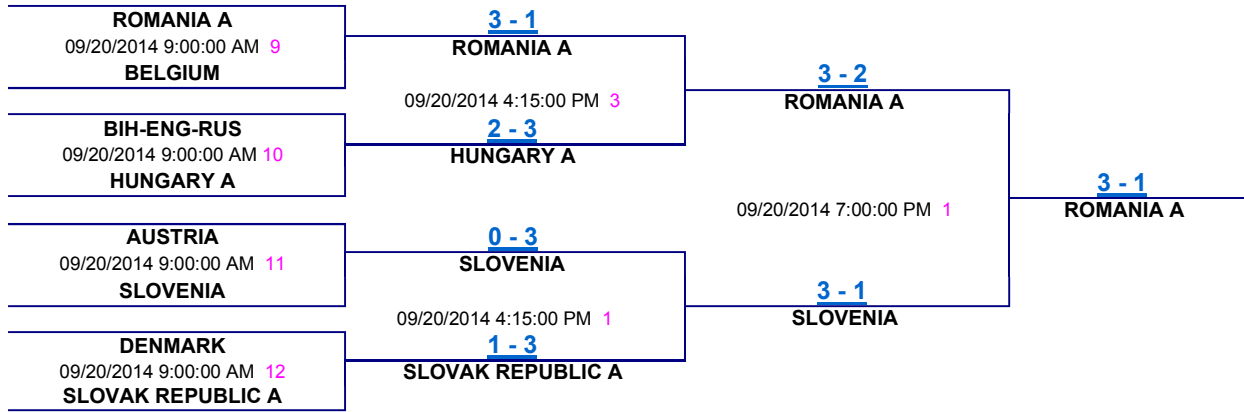 ROMANIA A
09/20/2014 9:00:00 AM 9
BELGIUM
BIH-ENG-RUS
09/20/2014 9:00:00 AM 10
HUNGARY A
AUSTRIA
09/20/2014 9:00:00 AM 11
SLOVENIA
DENMARK
09/20/2014 9:00:00 AM 12
SLOVAK REPUBLIC A
3 - 1
ROMANIA A
09/20/2014 4:15:00 PM 3
2 - 3
HUNGARY A
0 - 3
SLOVENIA
09/20/2014 4:15:00 PM 1
1 - 3
SLOVAK REPUBLIC A
3 - 2
ROMANIA A
09/20/2014 7:00:00 PM 1
3 - 1
SLOVENIA
3 - 1
ROMANIA A